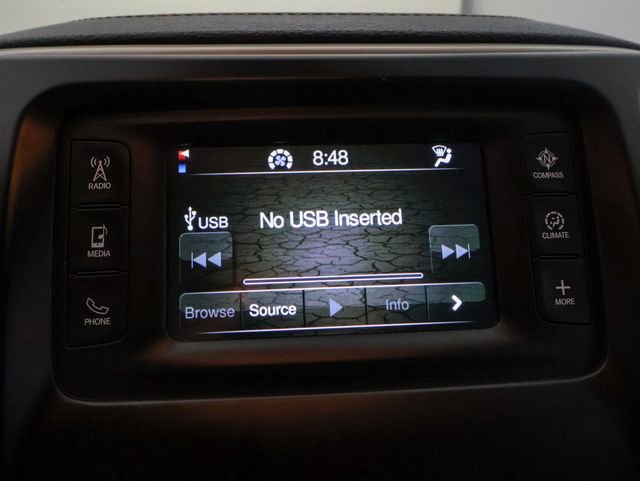 8:48
RADIO
MEDIA
PHONE
USB
No USB Inserted
Browse Source Info
COMPASS
CLIMATE
MORE